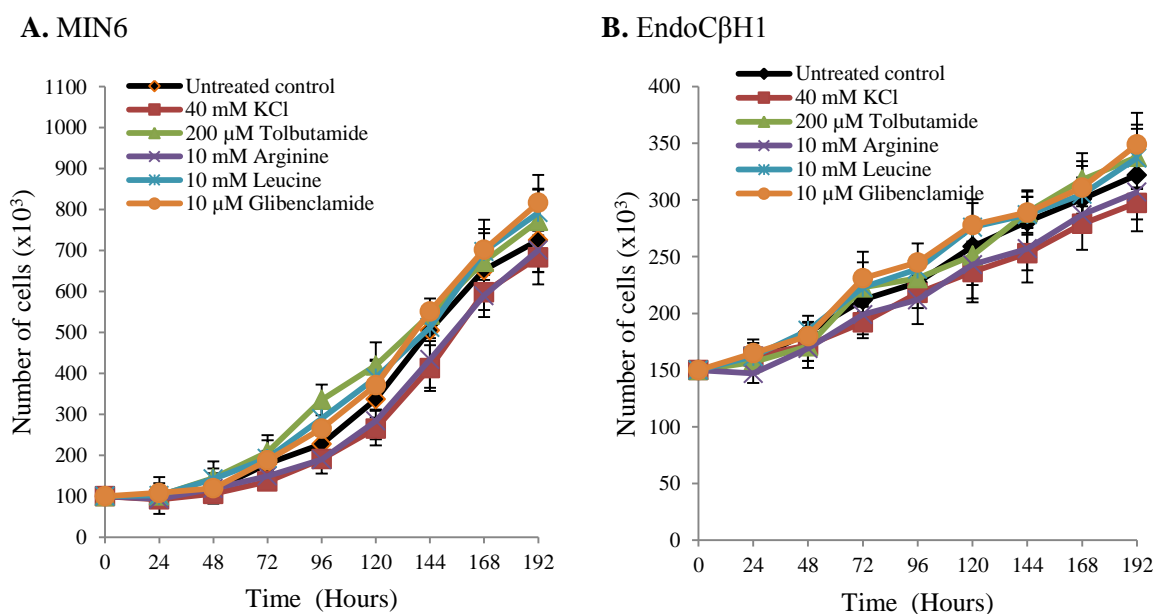 A. MIN6
Number of cells (x10³)
1100
1000
900
800
700
600
500
400
300
200
100
0
Untreated control
40 mM KCl
200 µM Tolbutamide
10 mM Arginine
10 mM Leucine
10 µM Glibenclamide
0 24 48 72 96 120 144 168 192
Time (Hours)
B. EndoCβH1
Number of cells (x10³)
400
350
300
250
200
150
100
50
0
Untreated control
40 mM KCl
200 µM Tolbutamide
10 mM Arginine
10 mM Leucine
10 µM Glibenclamide
0 24 48 72 96 120 144 168 192
Time (Hours)